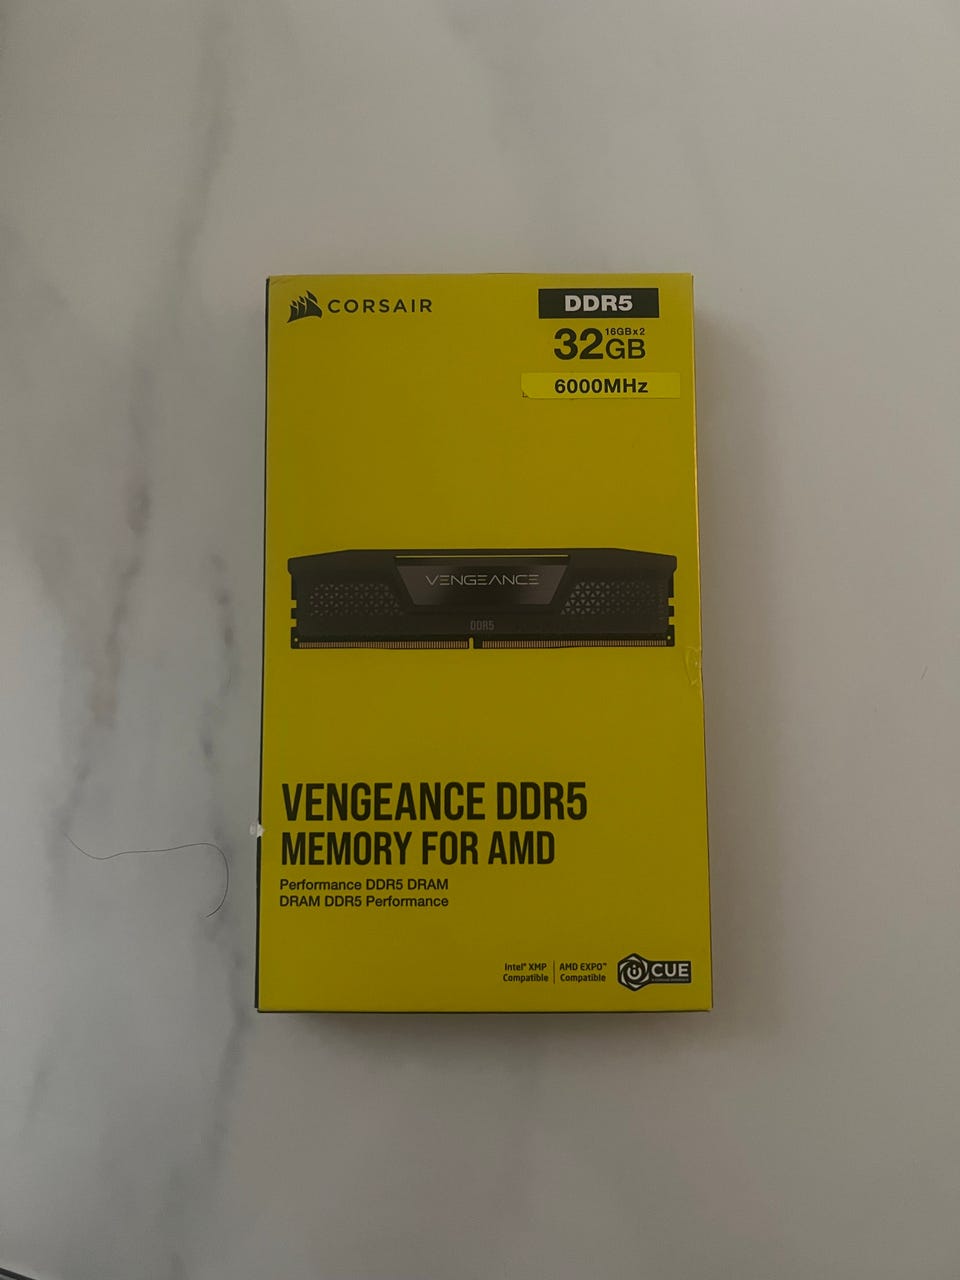 CORSAIR
DDR5
16GBx2
32GB
6000MHz
VENGEANCE
DDR5
VENGEANCE DDR5
MEMORY FOR AMD
Performance DDR5 DRAM
DRAM DDR5 Performance
Intel® XMP
Compatible
AMD EXPO™
Compatible
iCUE